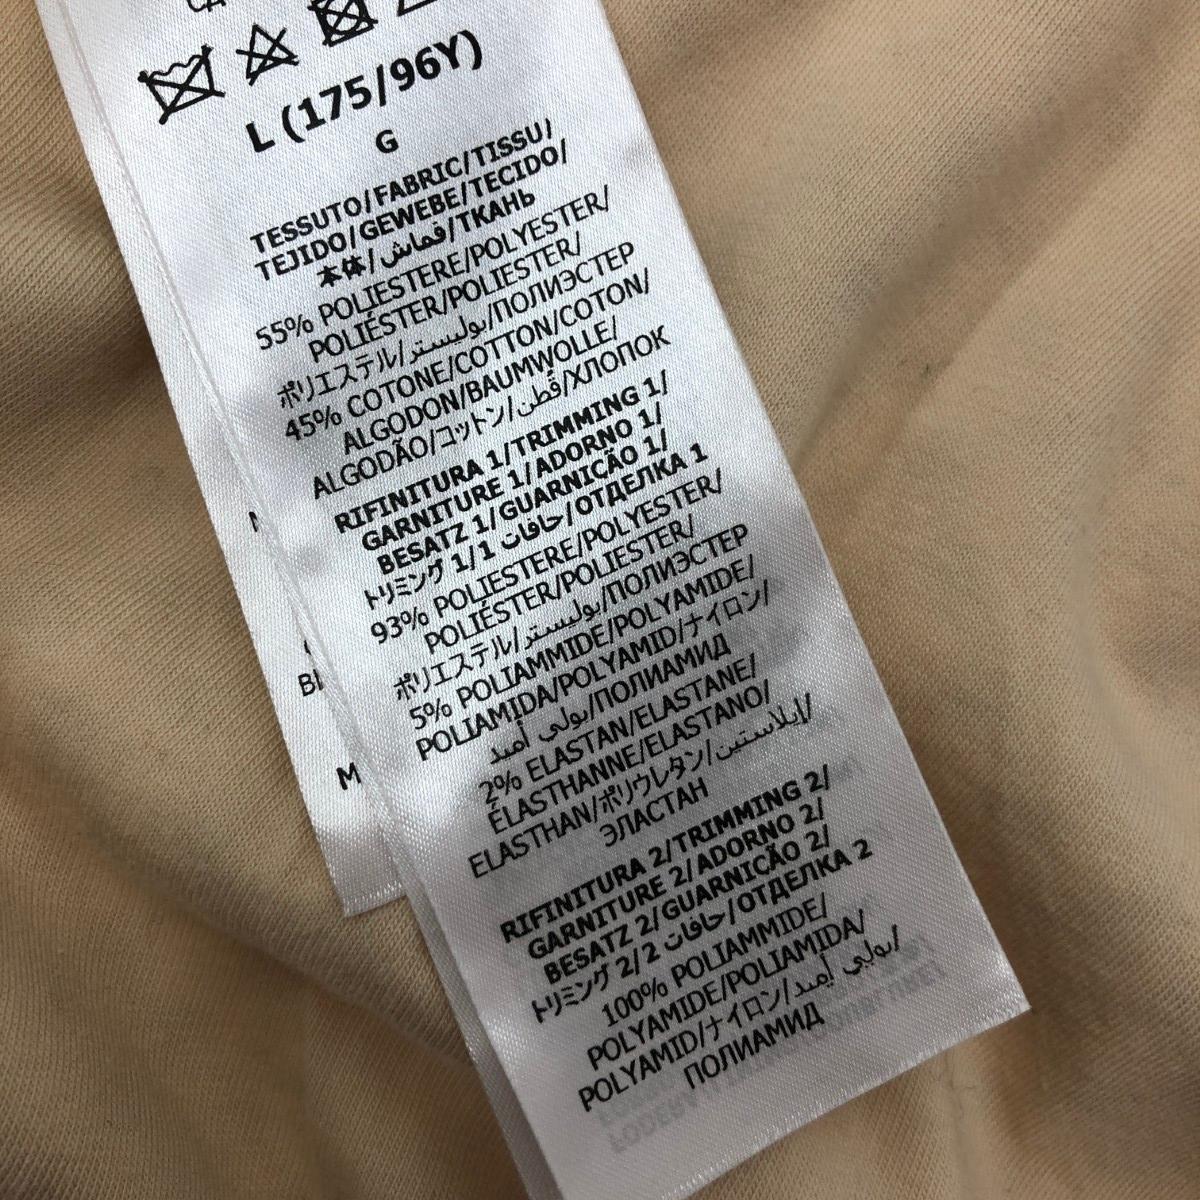 L (175/96Y)
G
TESSUTO/FABRIC/TISSU/
TEJIDO/GEWEBE/TECIDO/
本体/قماش/ТКАНЬ
55% POLIESTERE/POLYESTER/
POLIÉSTER/POLIESTER/
ポリエステル/بوليستر/ПОЛИЭСТЕР
45% COTONE/COTTON/COTON/
ALGODON/BAUMWOLLE/
ALGODÃO/コットン/قطن/ХЛОПОК
RIFINITURA 1/TRIMMING 1/
GARNITURE 1/ADORNO 1/
BESATZ 1/GUARNIÇÃO 1/
トリミング 1/1 حافات/ОТДЕЛКА 1
93% POLIESTERE/POLYESTER/
POLIÉSTER/POLIESTER/
ポリエステル/بوليستر/ПОЛИЭСТЕР
5% POLIAMMIDE/POLYAMIDE/
POLIAMIDA/POLYAMID/ナイロン/
بولي أميد/ПОЛИАМИД
2% ELASTAN/ELASTANE/
ÉLASTHANNE/ELASTANO/
ELASTHAN/ポリウレタン/إيلاستين/
ЭЛАСТАН
RIFINITURA 2/TRIMMING 2/
GARNITURE 2/ADORNO 2/
BESATZ 2/GUARNIÇÃO 2/
トリミング 2/2 حافات/ОТДЕЛКА 2
100% POLIAMMIDE/
POLYAMIDE/POLIAMIDA/
POLYAMID/ナイロン/بولي أميد/
ПОЛИАМИД